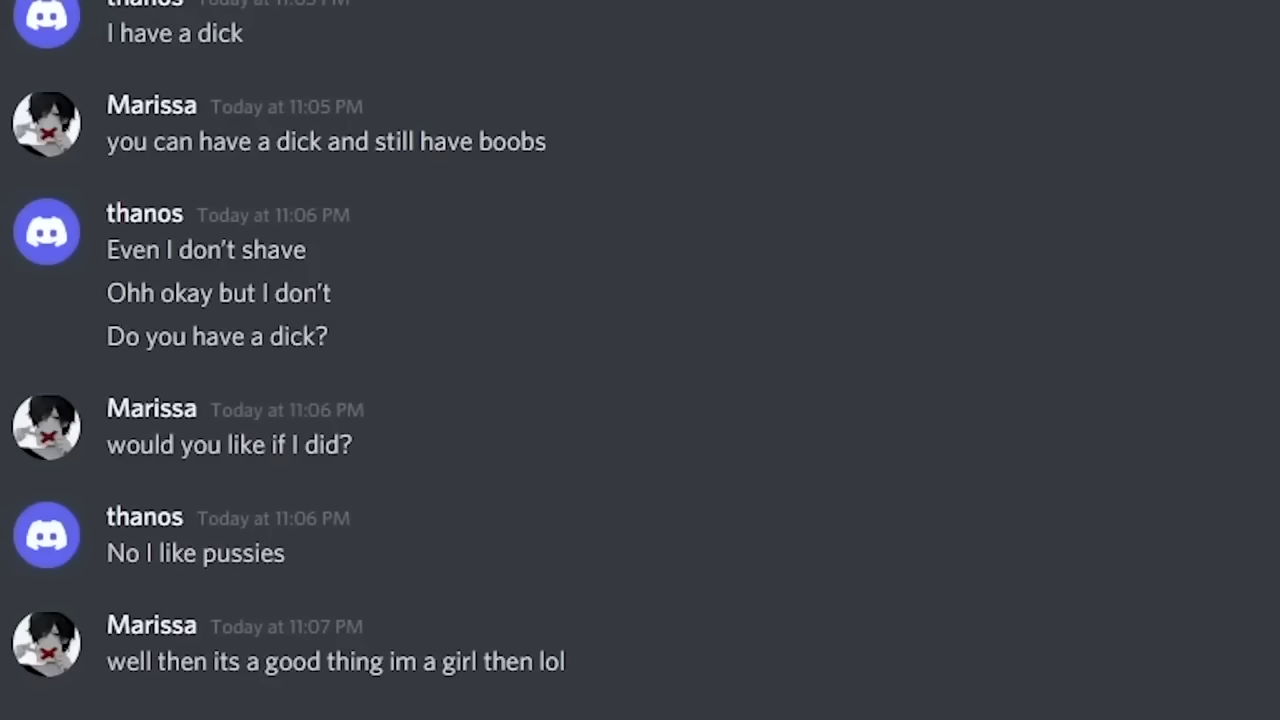 thanos Today at 11:05 PM
I have a dick
Marissa Today at 11:05 PM
you can have a dick and still have boobs
thanos Today at 11:06 PM
Even I don't shave
Ohh okay but I don't
Do you have a dick?
Marissa Today at 11:06 PM
would you like if I did?
thanos Today at 11:06 PM
No I like pussies
Marissa Today at 11:07 PM
well then its a good thing im a girl then lol